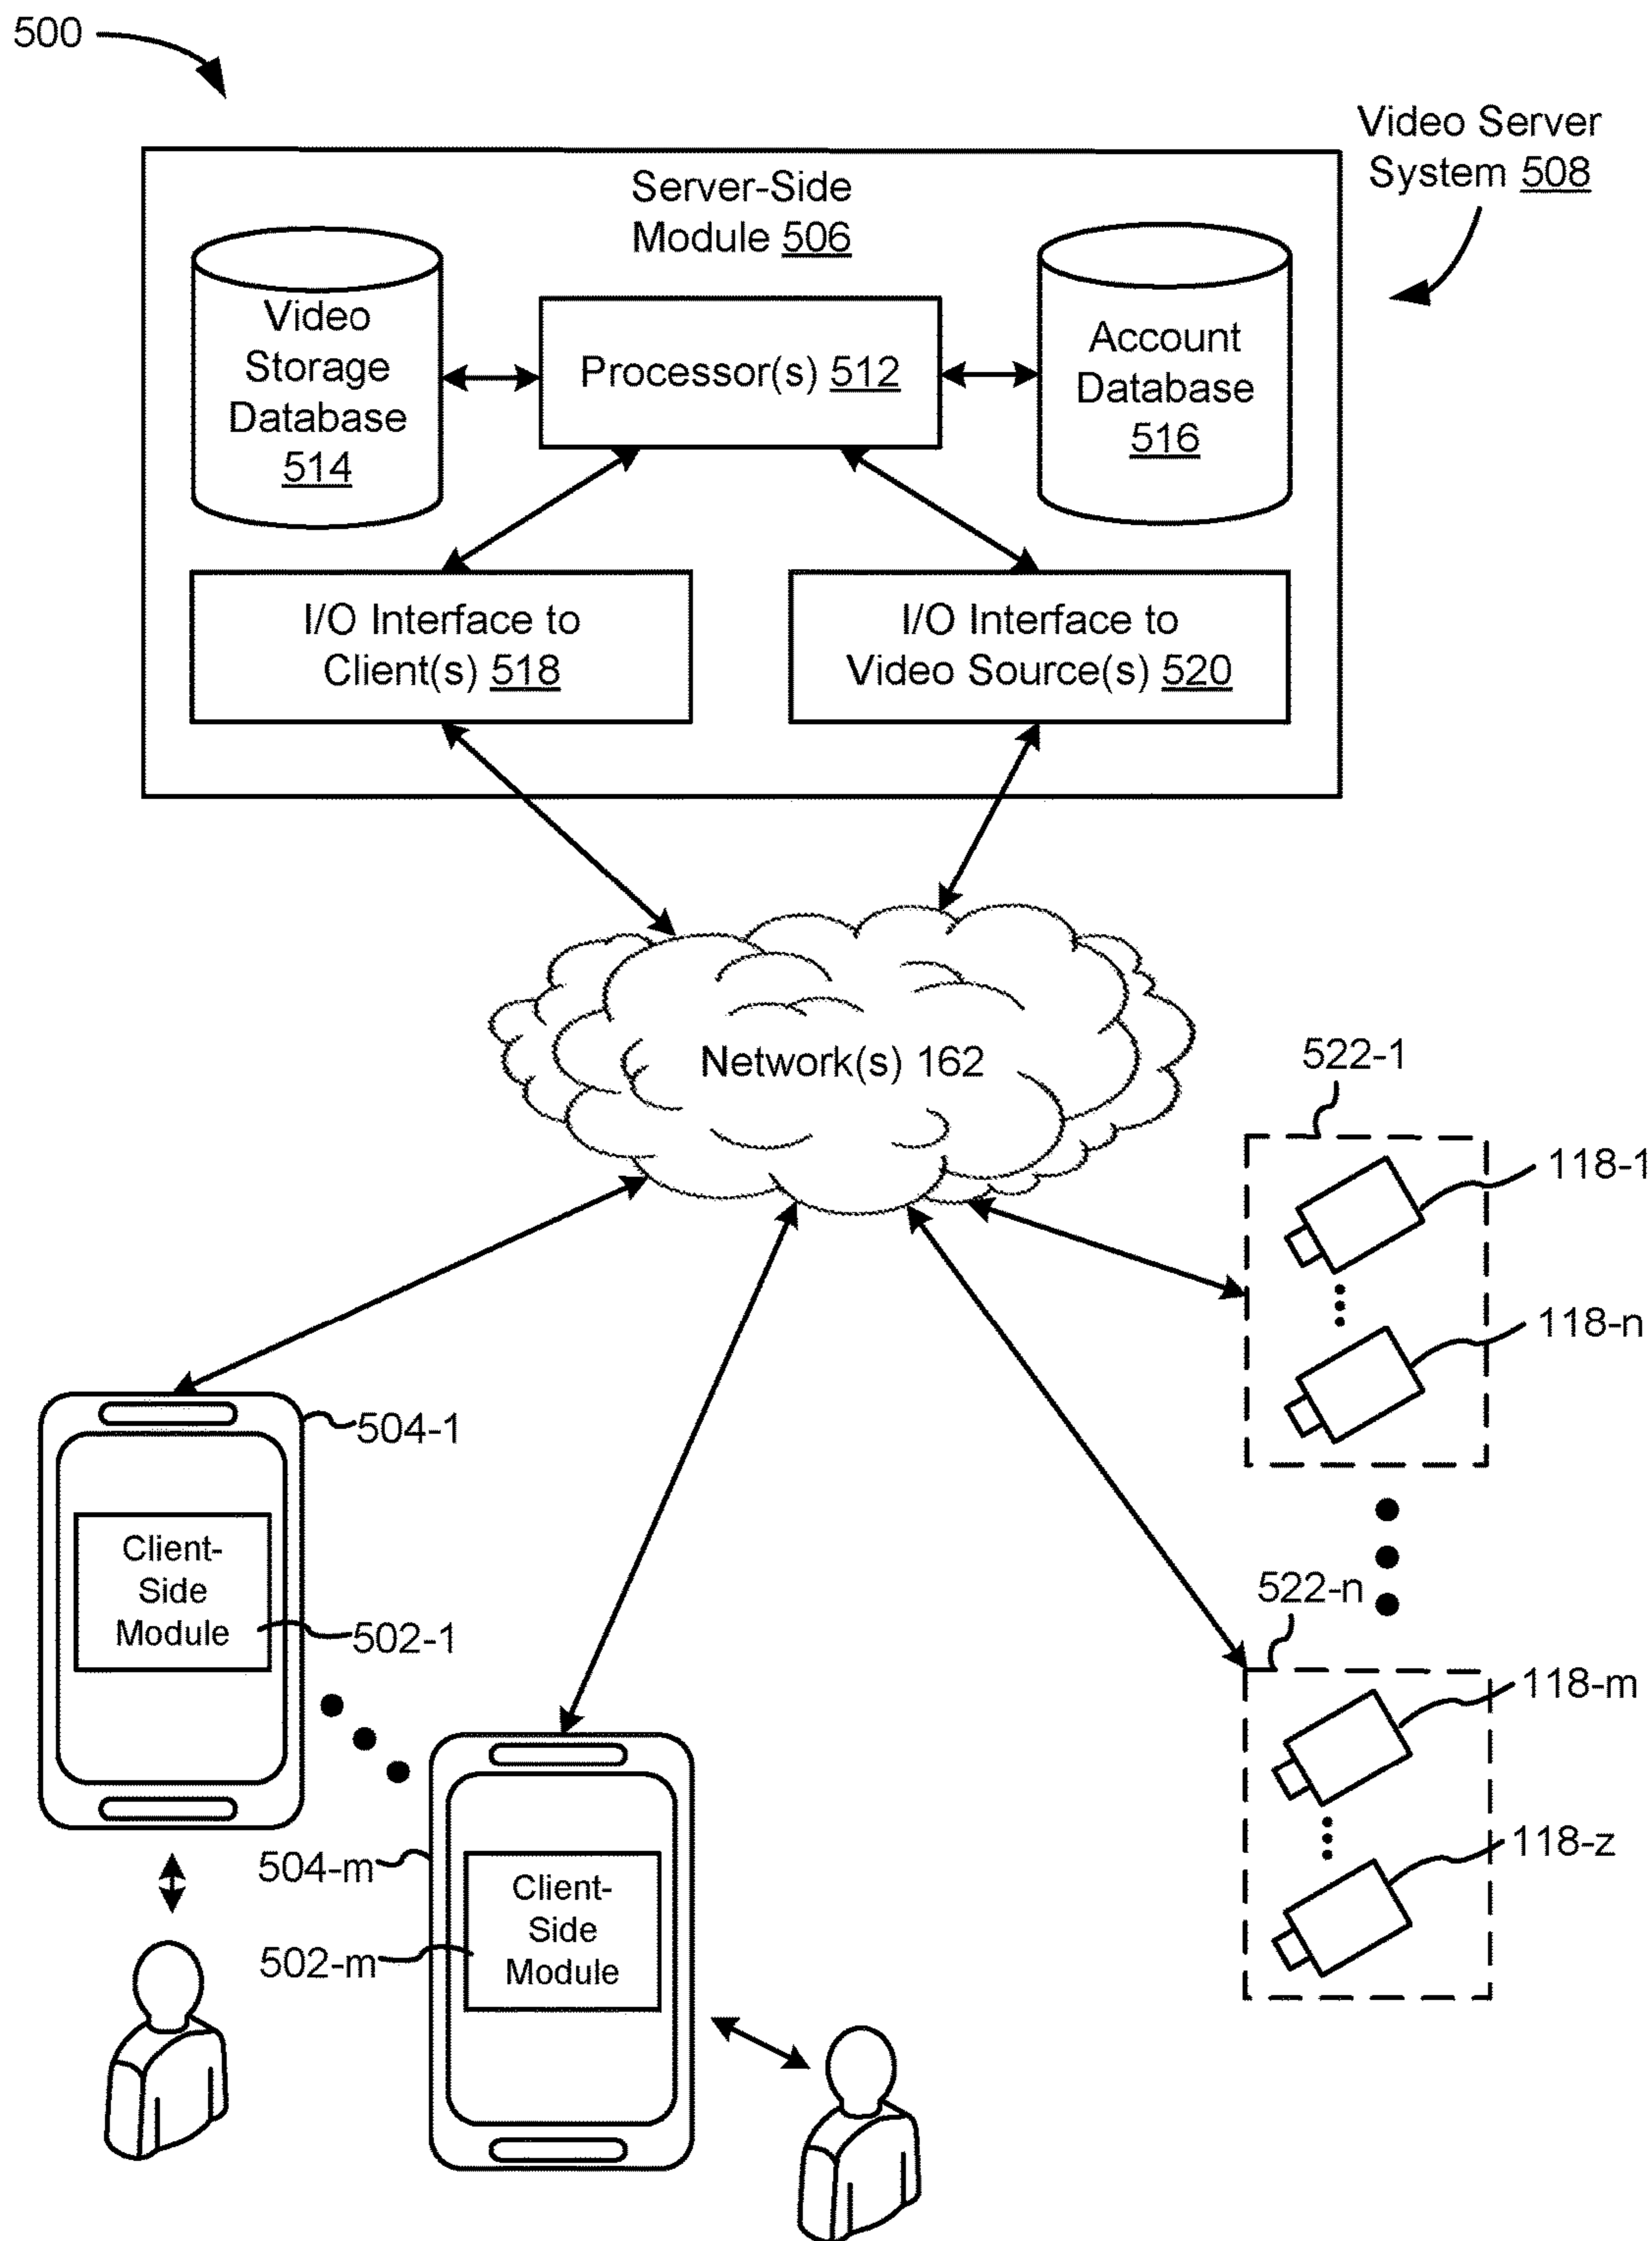 500
Video Server
System 508
Server-Side
Module 506
Video
Storage
Database
514
Processor(s) 512
Account
Database
516
I/O Interface to
Client(s) 518
I/O Interface to
Video Source(s) 520
Network(s) 162
522-1
118-1
118-n
504-1
Client-
Side
Module
502-1
522-n
118-m
118-z
504-m
Client-
Side
Module
502-m